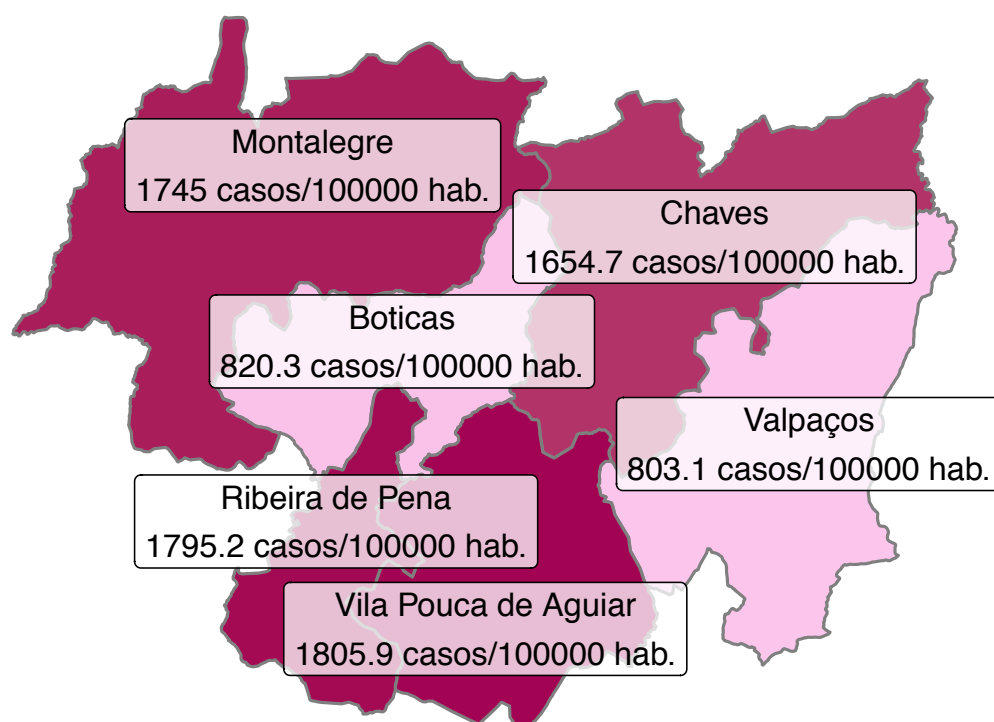 Montalegre
1745 casos/100000 hab.
Chaves
1654.7 casos/100000 hab.
Boticas
820.3 casos/100000 hab.
Valpaços
803.1 casos/100000 hab.
Ribeira de Pena
1795.2 casos/100000 hab.
Vila Pouca de Aguiar
1805.9 casos/100000 hab.